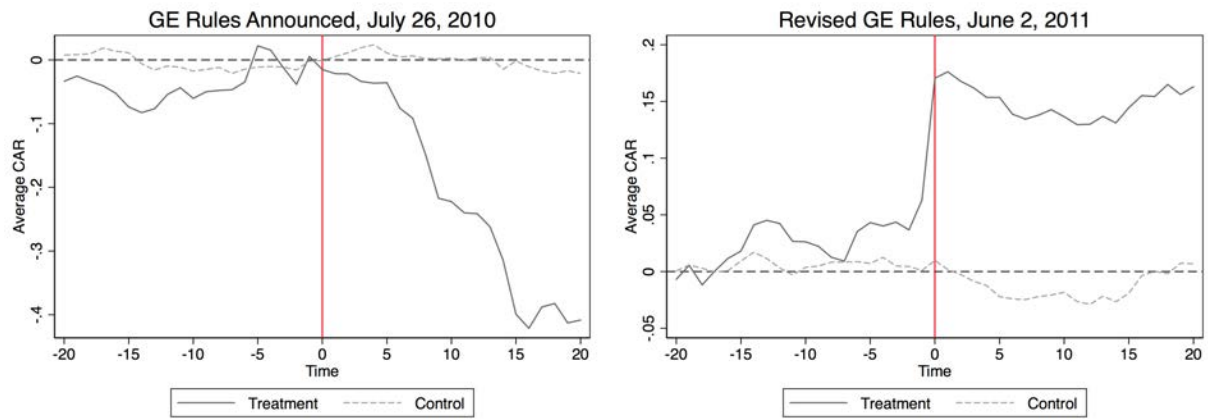 GE Rules Announced, July 26, 2010
Average CAR
0
-.1
-.2
-.3
-.4
-20 -15 -10 -5 0 5 10 15 20
Time
Treatment Control
Revised GE Rules, June 2, 2011
Average CAR
.2
.15
.1
.05
0
-.05
-20 -15 -10 -5 0 5 10 15 20
Time
Treatment Control